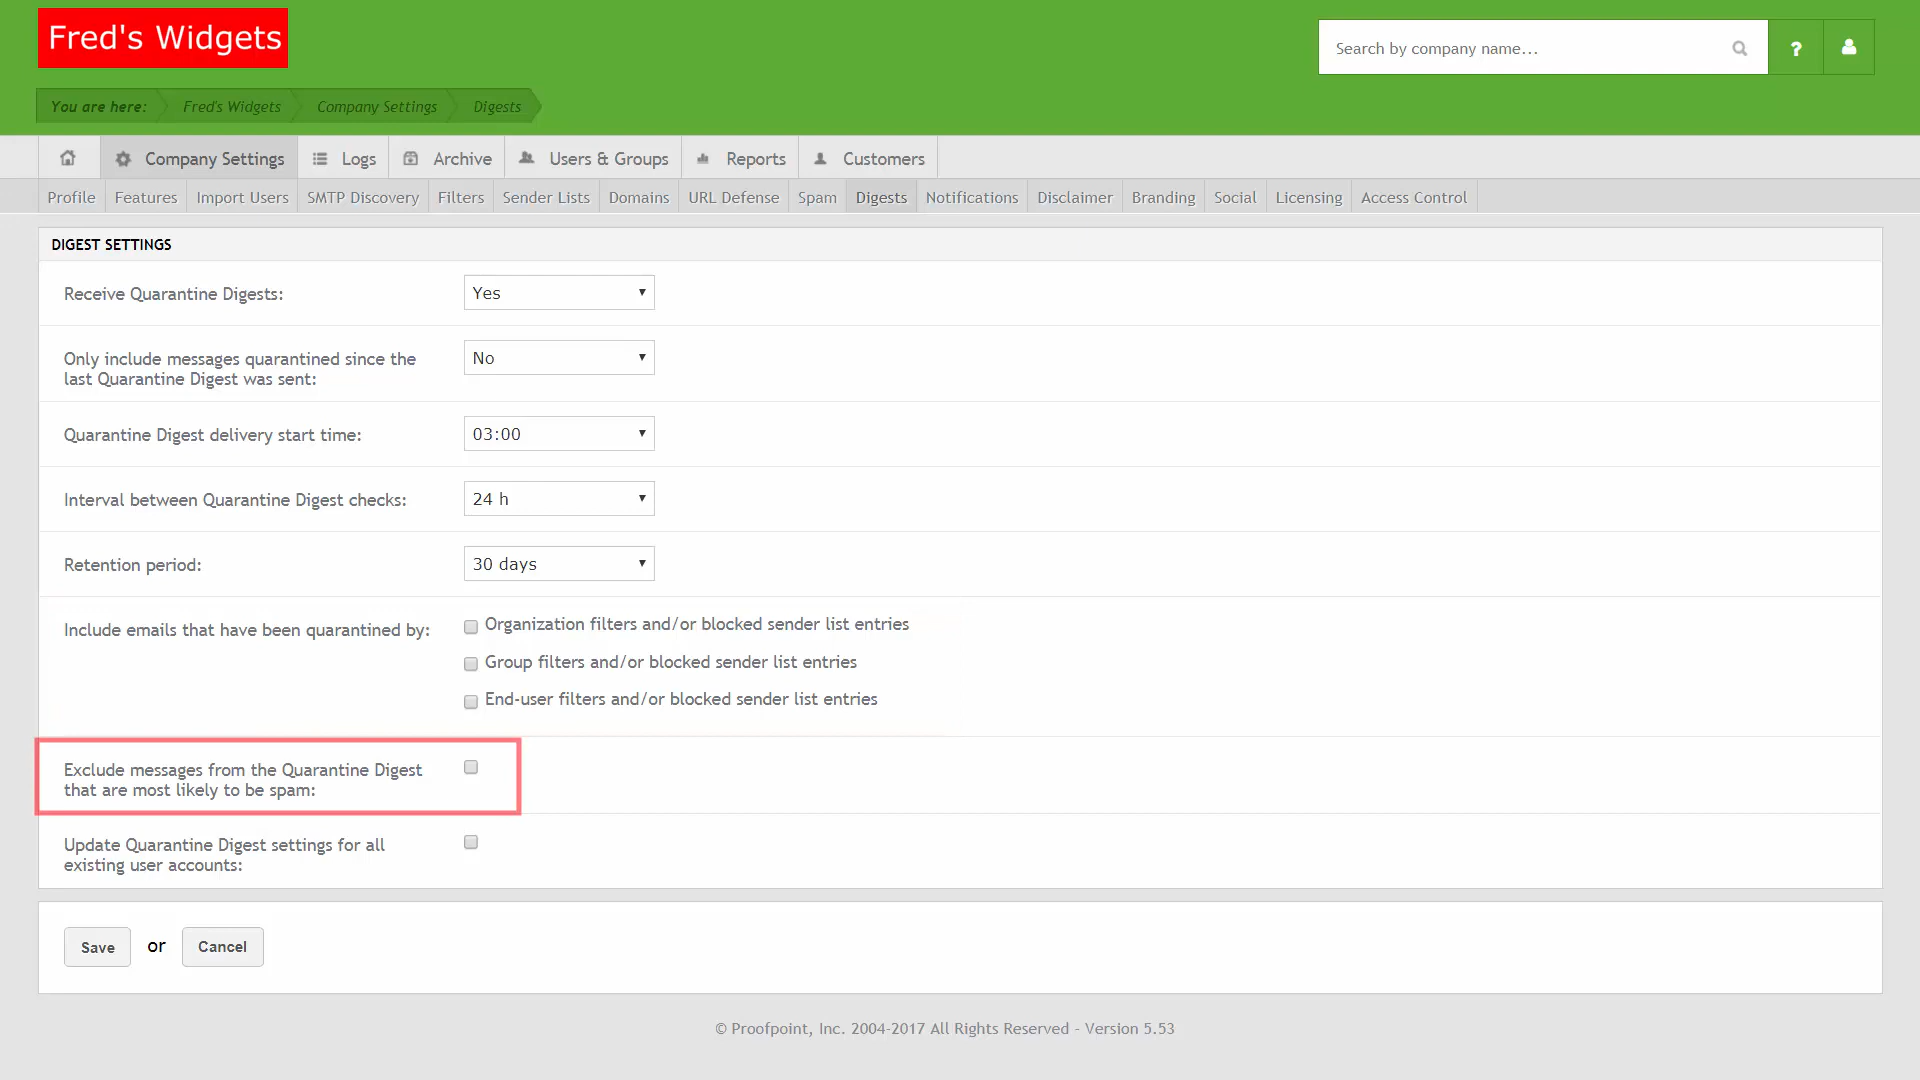 Fred's Widgets
Search by company name...
?
You are here: Fred's Widgets Company Settings Digests
Company Settings Logs Archive Users & Groups Reports Customers
Profile Features Import Users SMTP Discovery Filters Sender Lists Domains URL Defense Spam Digests Notifications Disclaimer Branding Social Licensing Access Control
DIGEST SETTINGS
Receive Quarantine Digests: Yes
Only include messages quarantined since the No
last Quarantine Digest was sent:
Quarantine Digest delivery start time: 03:00
Interval between Quarantine Digest checks: 24 h
Retention period: 30 days
Include emails that have been quarantined by: Organization filters and/or blocked sender list entries
Group filters and/or blocked sender list entries
End-user filters and/or blocked sender list entries
Exclude messages from the Quarantine Digest
that are most likely to be spam:
Update Quarantine Digest settings for all
existing user accounts:
Save or Cancel
© Proofpoint, Inc. 2004-2017 All Rights Reserved - Version 5.53